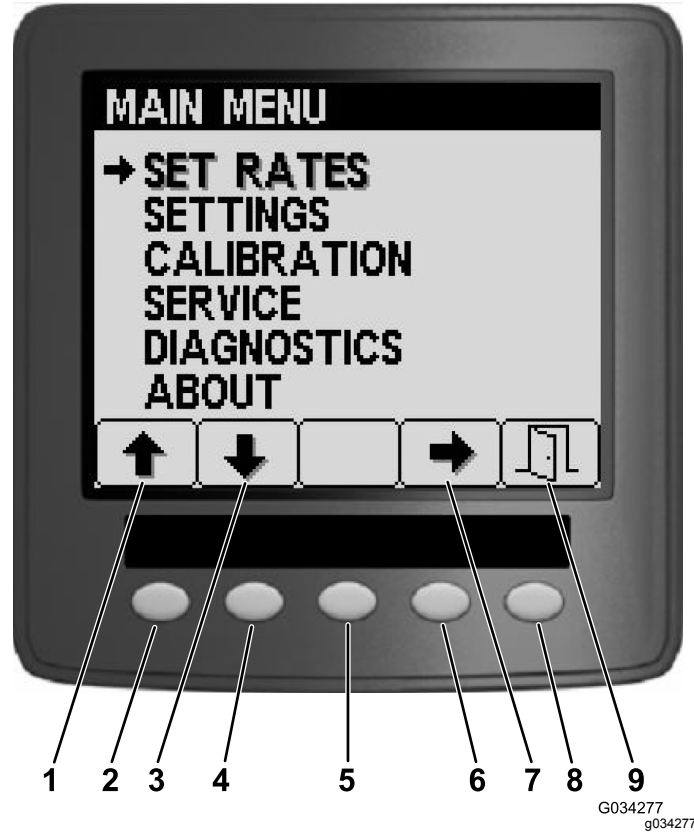 MAIN MENU
SET RATES
SETTINGS
CALIBRATION
SERVICE
DIAGNOSTICS
ABOUT
1 2 3 4 5 6 7 8 9
G034277
g034277